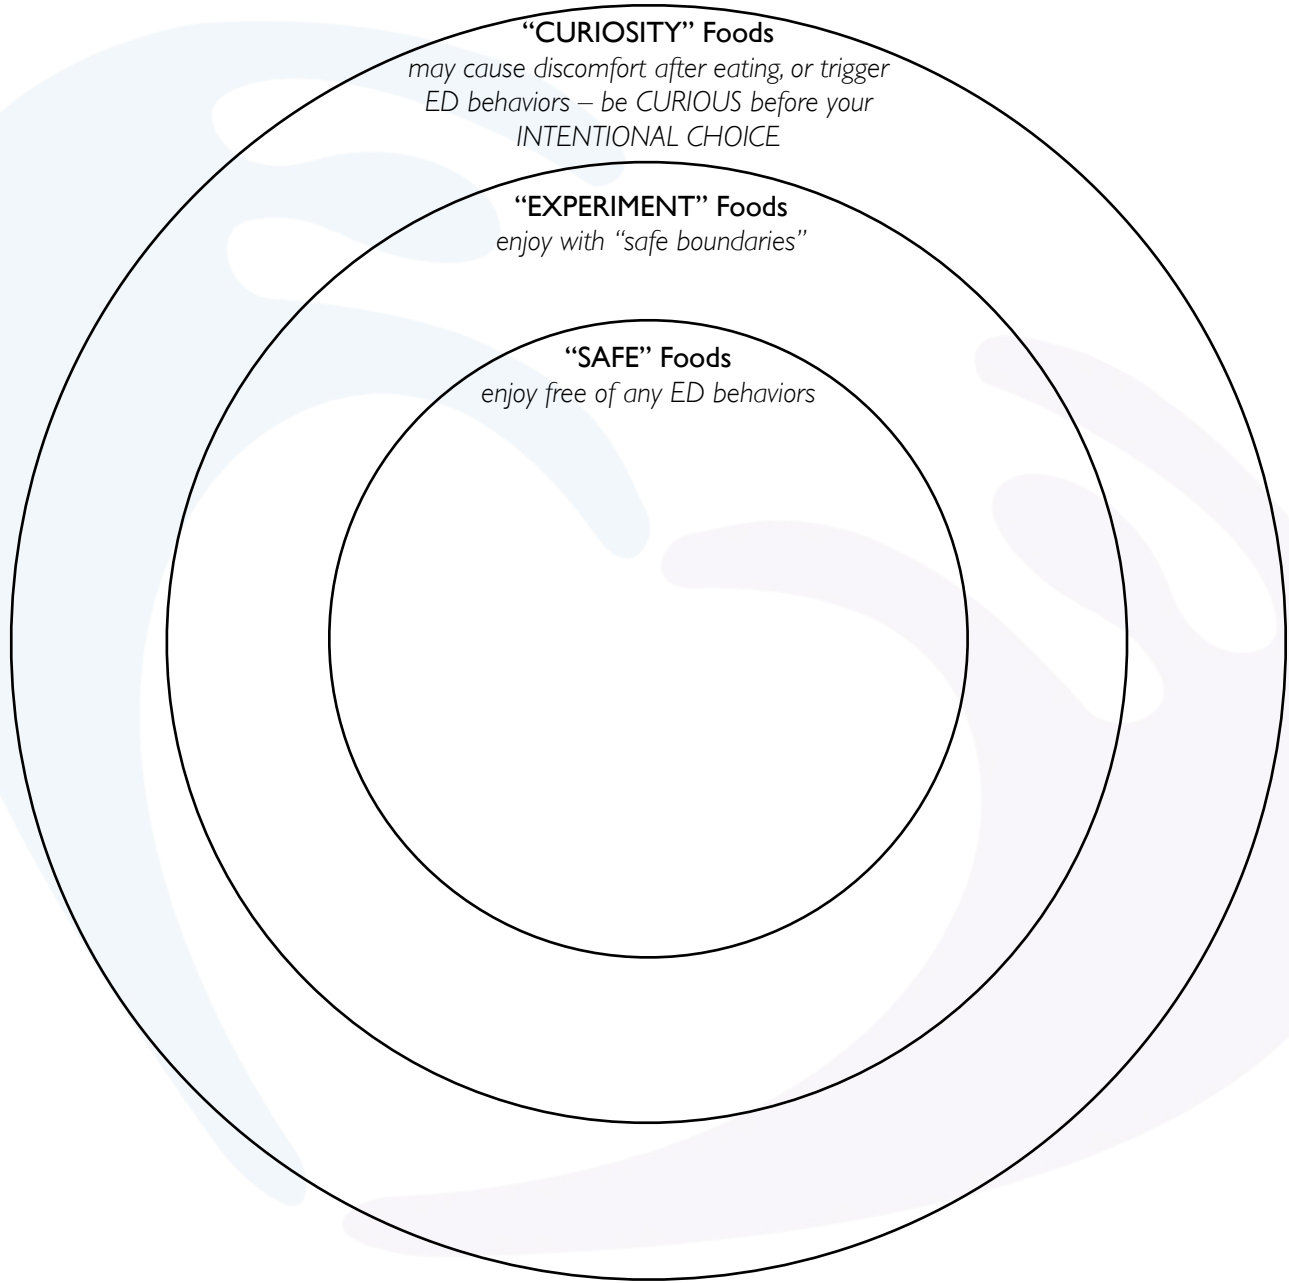 “CURIOSITY” Foods
may cause discomfort after eating, or trigger
ED behaviors – be CURIOUS before your
INTENTIONAL CHOICE
“EXPERIMENT” Foods
enjoy with “safe boundaries”
“SAFE” Foods
enjoy free of any ED behaviors